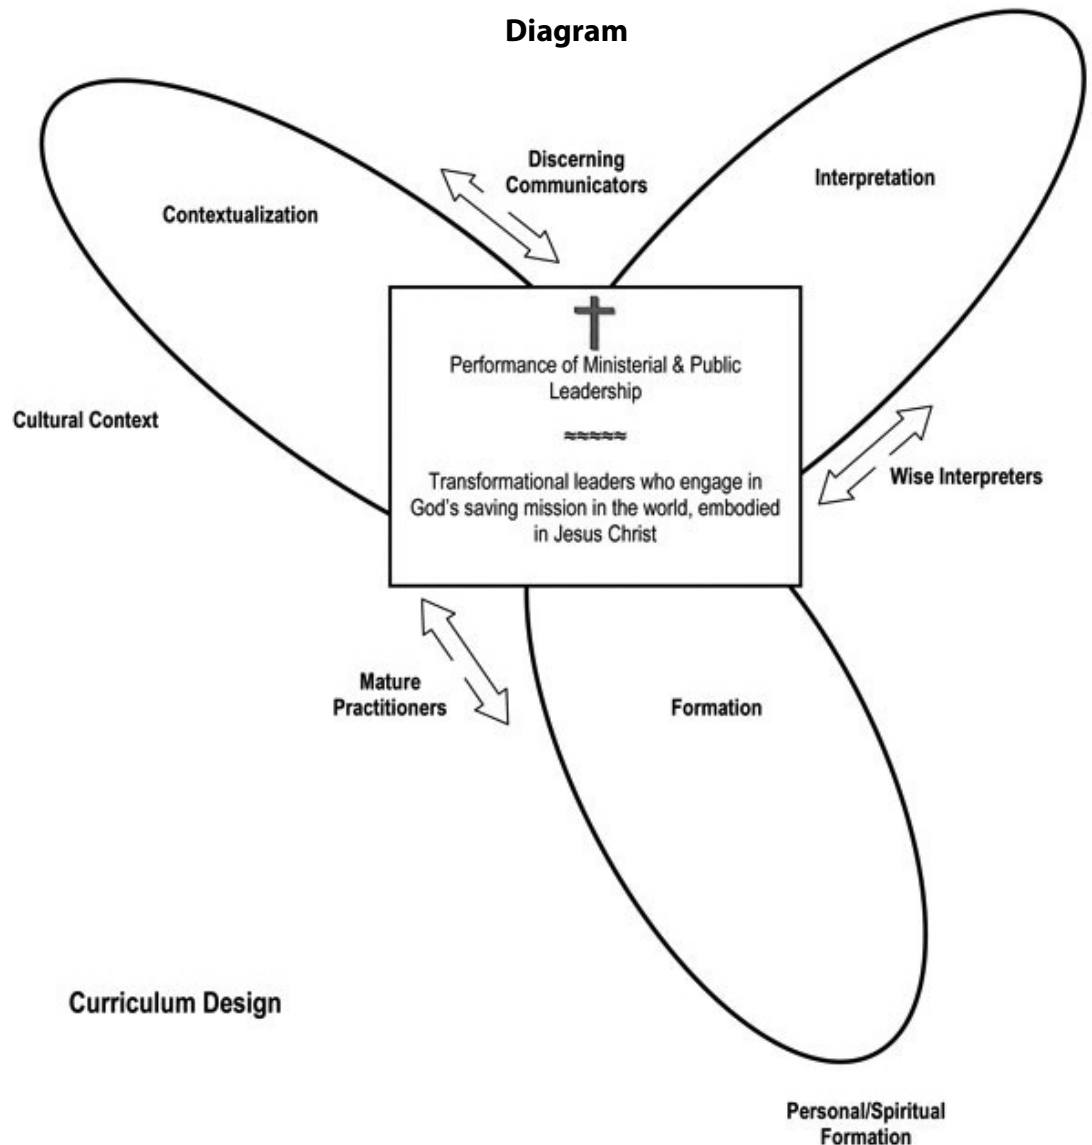 Diagram
Discerning
Communicators
Interpretation
Contextualization
Performance of Ministerial & Public
Leadership
≈≈≈≈≈
Transformational leaders who engage in
God's saving mission in the world, embodied
in Jesus Christ
Cultural Context
Wise Interpreters
Mature
Practitioners
Formation
Curriculum Design
Personal/Spiritual
Formation